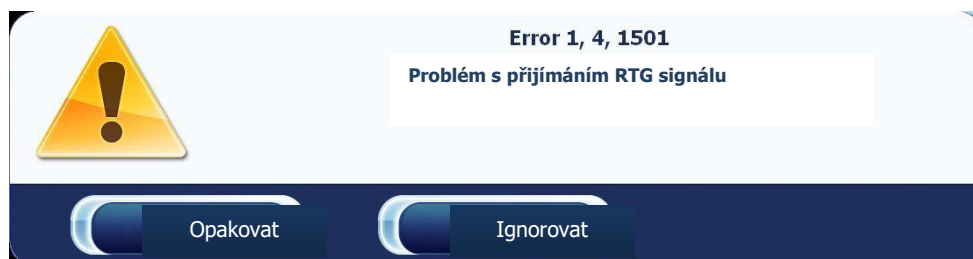 Error 1, 4, 1501
Problém s přijímáním RTG signálu
Opakovat
Ignorovat